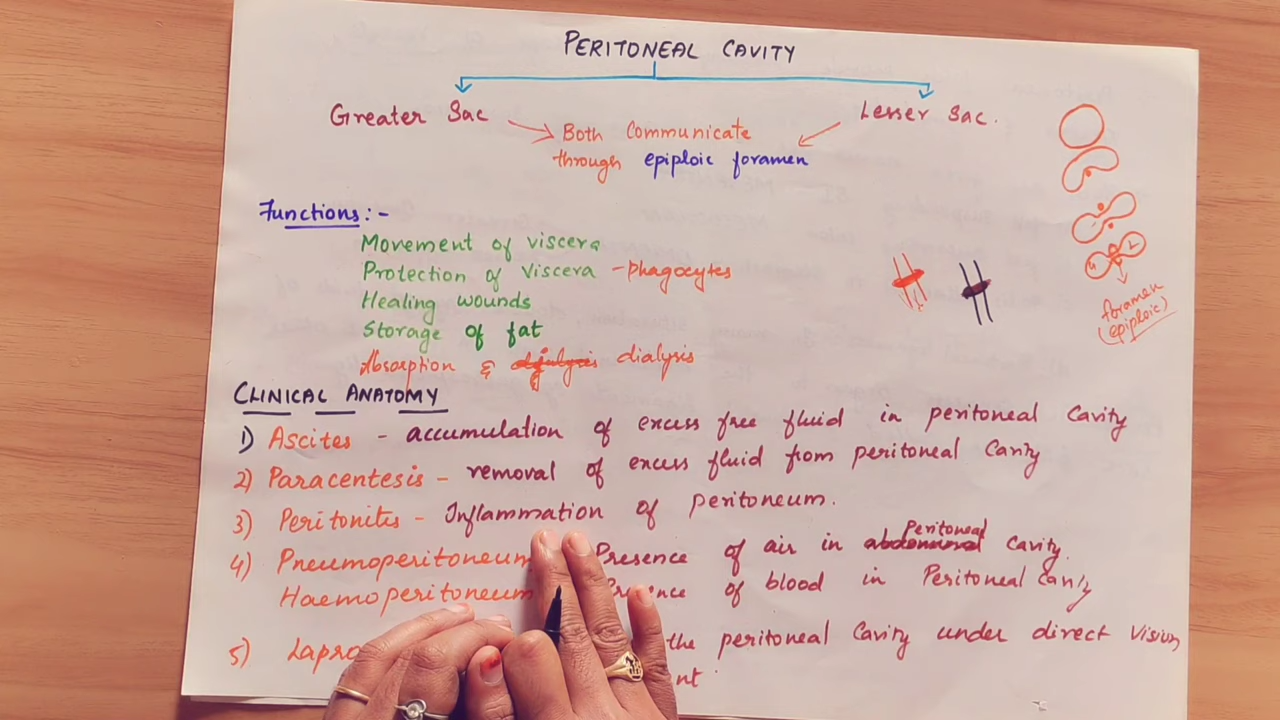 PERITONEAL CAVITY
Greater Sac
Lesser Sac.
Both Communicate
through epiploic foramen
Functions:-
Movement of viscera
Protection of viscera - phagocytes
Healing wounds
Storage of fat
Absorption & dialysis
R L
foramen
(epiploic)
CLINICAL ANATOMY
1) Ascites - accumulation of excess free fluid in peritoneal Cavity
2) Paracentesis - removal of excess fluid from peritoneal Cavity
3) Peritonitis - Inflammation of peritoneum.
4) Pneumoperitoneum Presence of air in abdominal Peritoneal Cavity.
Haemoperitoneum of blood in Peritoneal Cavity
5) the peritoneal Cavity under direct Vision